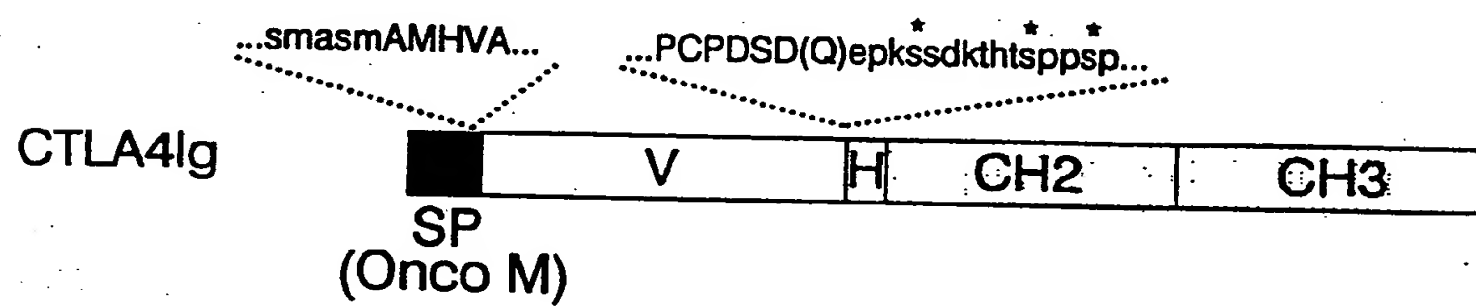 * * *
...smasmAMHVA... ...PCPDSD(Q)epkssdkthtsppsp...
CTLA4Ig
V H CH2 CH3
SP
(Onco M)